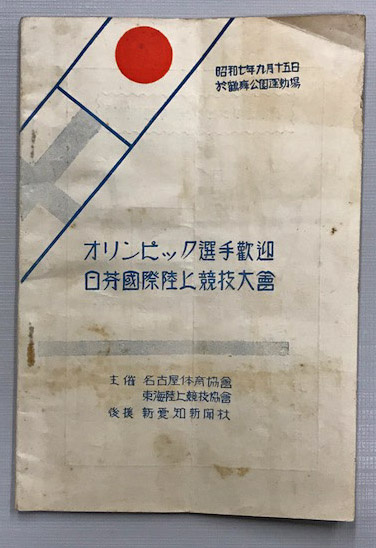 昭和七年九月十五日
於鶴舞公園運動場
オリンピック選手歡迎
日芬國際陸上競技大會
主催 名古屋体育協會
東海陸上競技協會
後援 新愛知新聞社